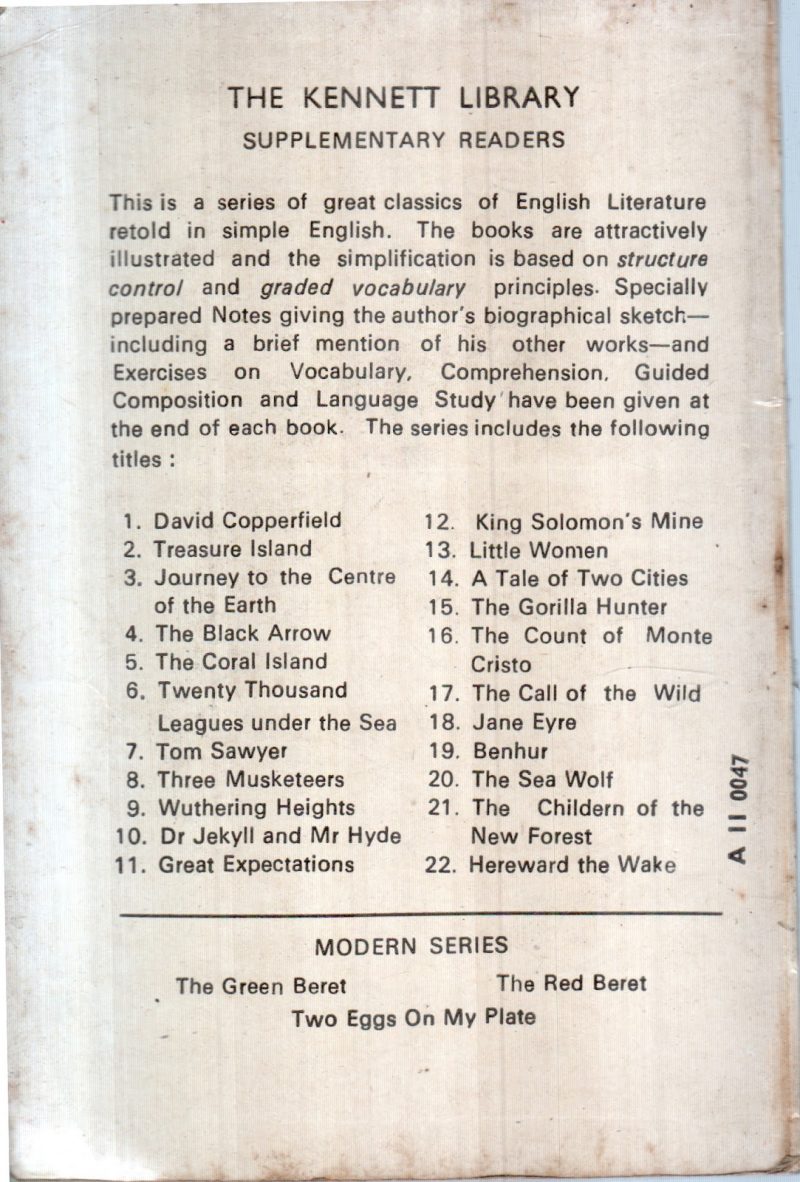 THE KENNETT LIBRARY
SUPPLEMENTARY READERS
This is a series of great classics of English Literature
retold in simple English. The books are attractively
illustrated and the simplification is based on structure
control and graded vocabulary principles. Specially
prepared Notes giving the author's biographical sketch—
including a brief mention of his other works—and
Exercises on Vocabulary, Comprehension, Guided
Composition and Language Study have been given at
the end of each book. The series includes the following
titles :
1. David Copperfield
2. Treasure Island
3. Journey to the Centre
of the Earth
4. The Black Arrow
5. The Coral Island
6. Twenty Thousand
Leagues under the Sea
7. Tom Sawyer
8. Three Musketeers
9. Wuthering Heights
10. Dr Jekyll and Mr Hyde
11. Great Expectations
12. King Solomon's Mine
13. Little Women
14. A Tale of Two Cities
15. The Gorilla Hunter
16. The Count of Monte
Cristo
17. The Call of the Wild
18. Jane Eyre
19. Benhur
20. The Sea Wolf
21. The Childern of the
New Forest
22. Hereward the Wake
A II 0047
MODERN SERIES
The Green Beret The Red Beret
Two Eggs On My Plate